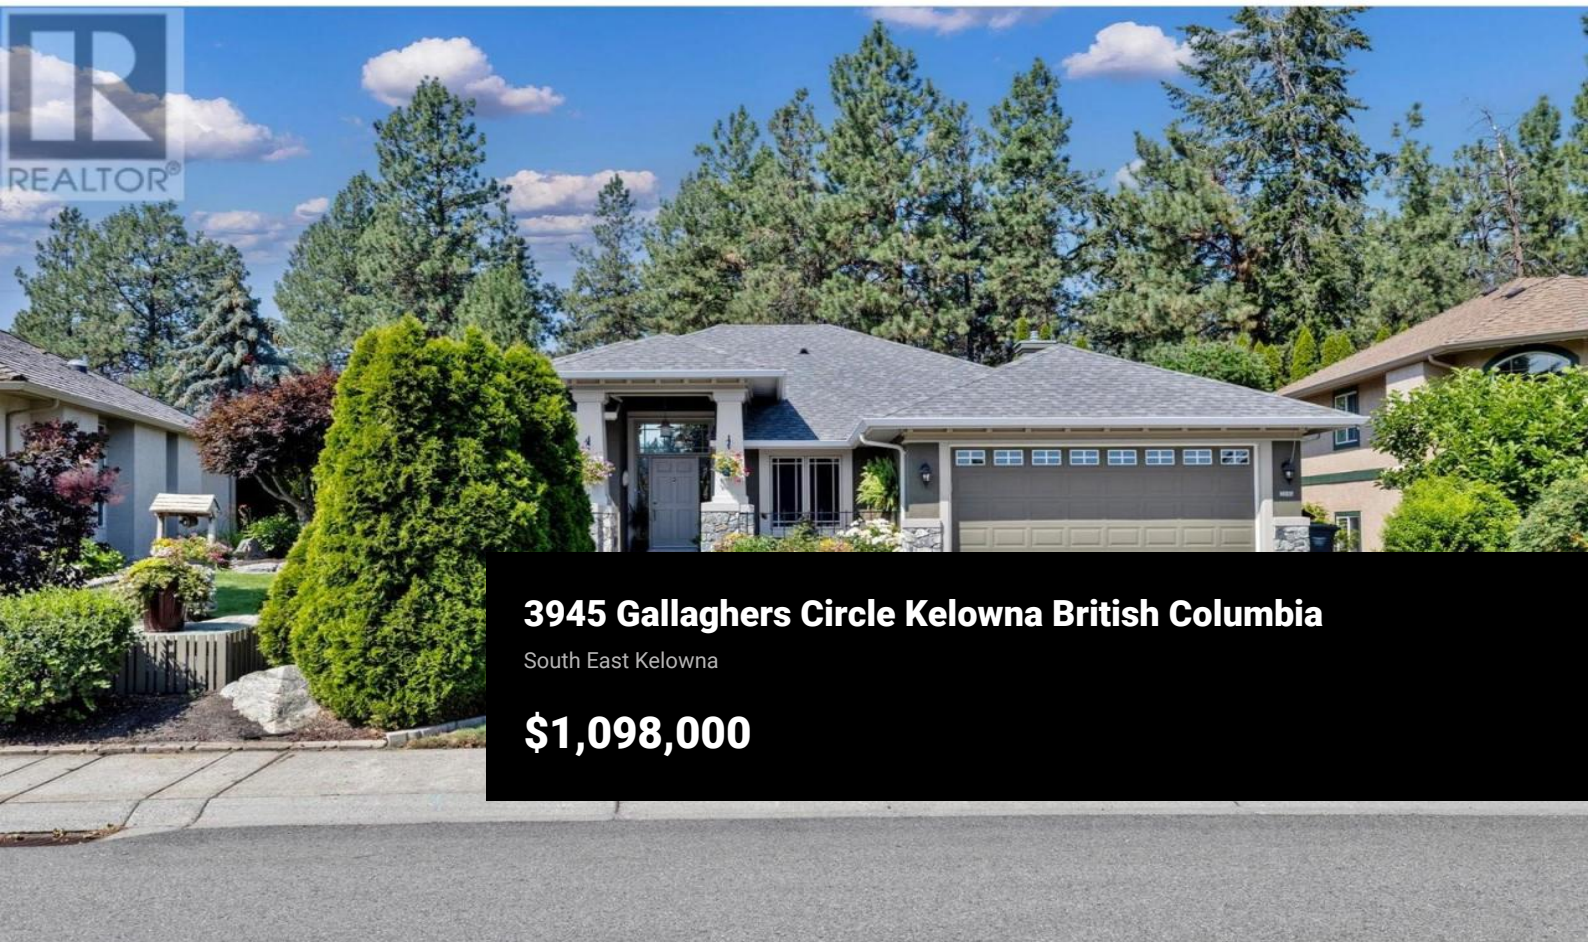 REALTOR®
3945 Gallaghers Circle Kelowna British Columbia
South East Kelowna
$1,098,000